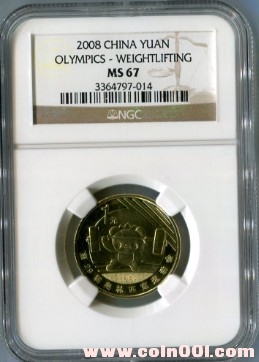 2008 CHINA YUAN
OLYMPICS - WEIGHTLIFTING
MS 67
3364797-014
NGC
www.coin001.com